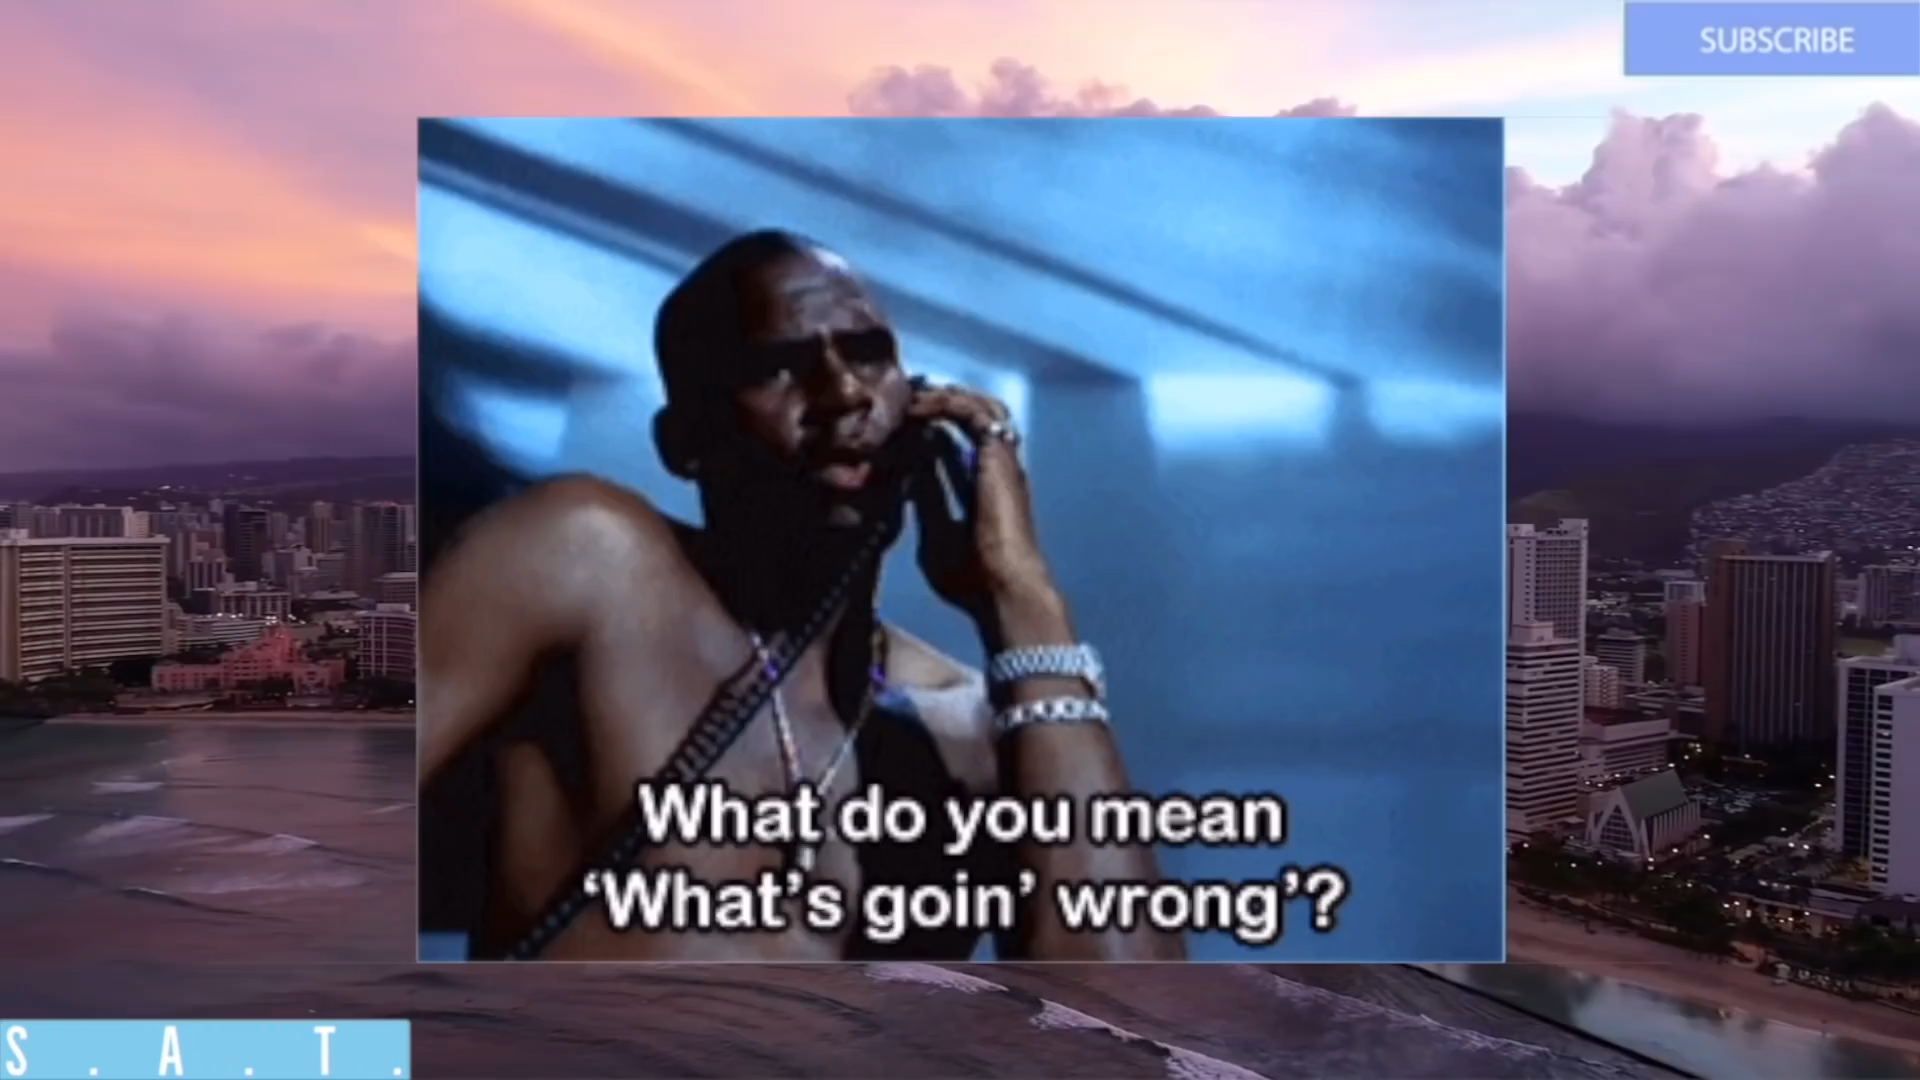 SUBSCRIBE
What do you mean
‘What’s goin’ wrong’?
S . A . T .